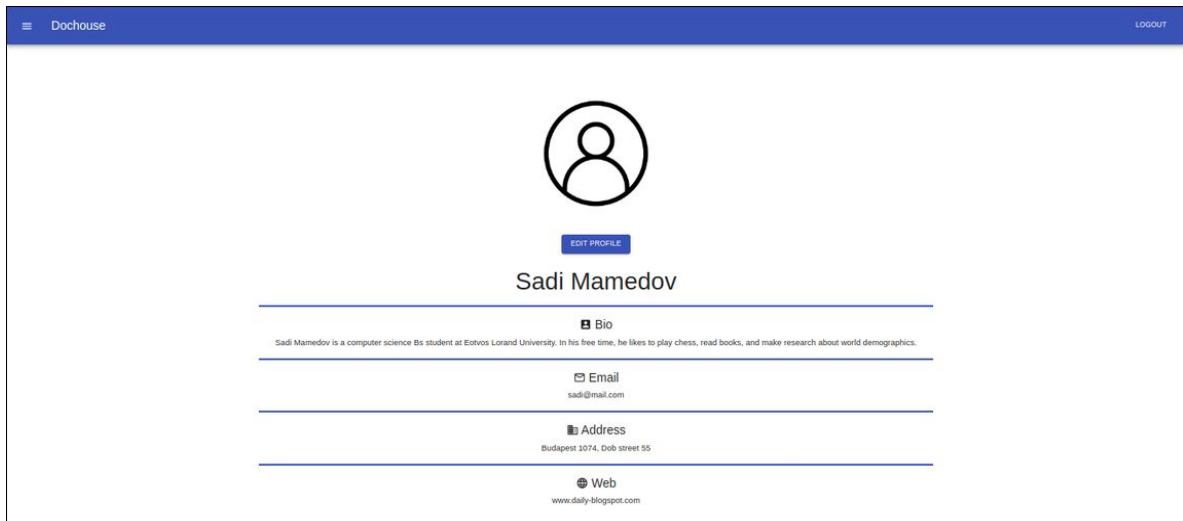 Dochouse
LOGOUT
EDIT PROFILE
Sadi Mamedov
Bio
Sadi Mamedov is a computer science Bs student at Eotvos Lorand University. In his free time, he likes to play chess, read books, and make research about world demographics.
Email
sadi@mail.com
Address
Budapest 1074, Dob street 55
Web
www.daily-blogspot.com